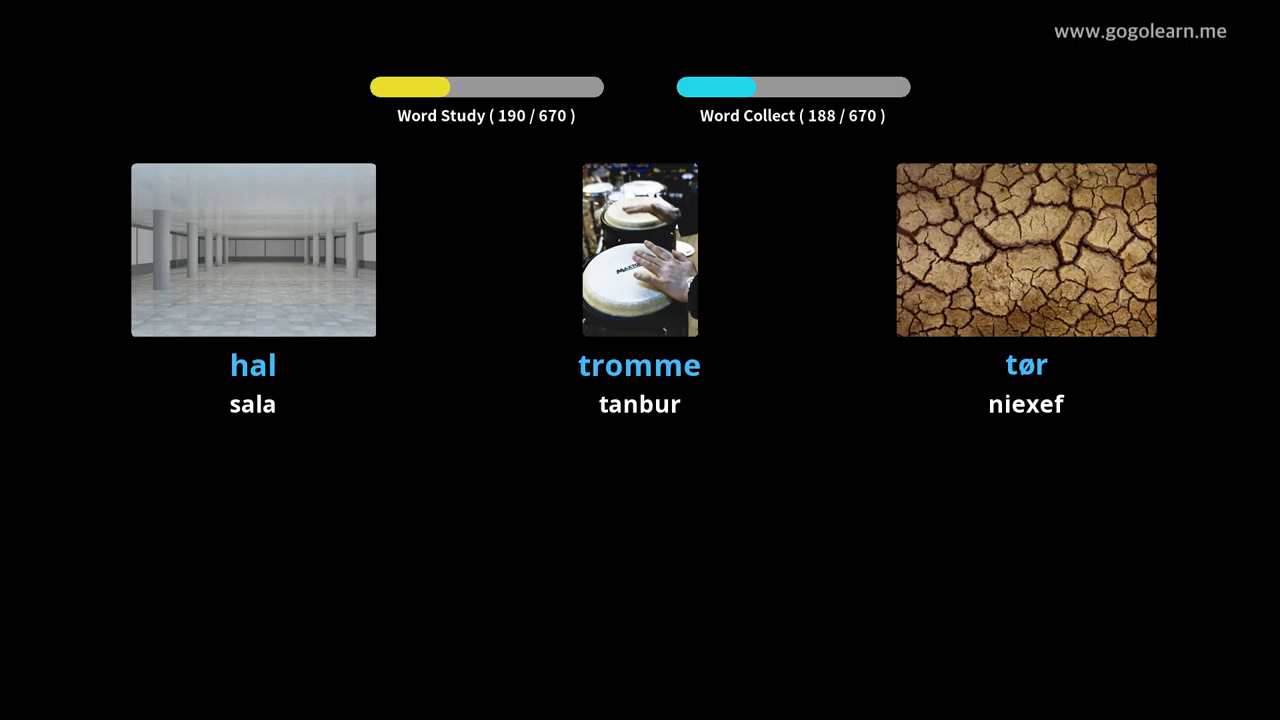 www.gogolearn.me
Word Study ( 190 / 670 )
Word Collect ( 188 / 670 )
hal
tromme
tør
sala
tanbur
niexef